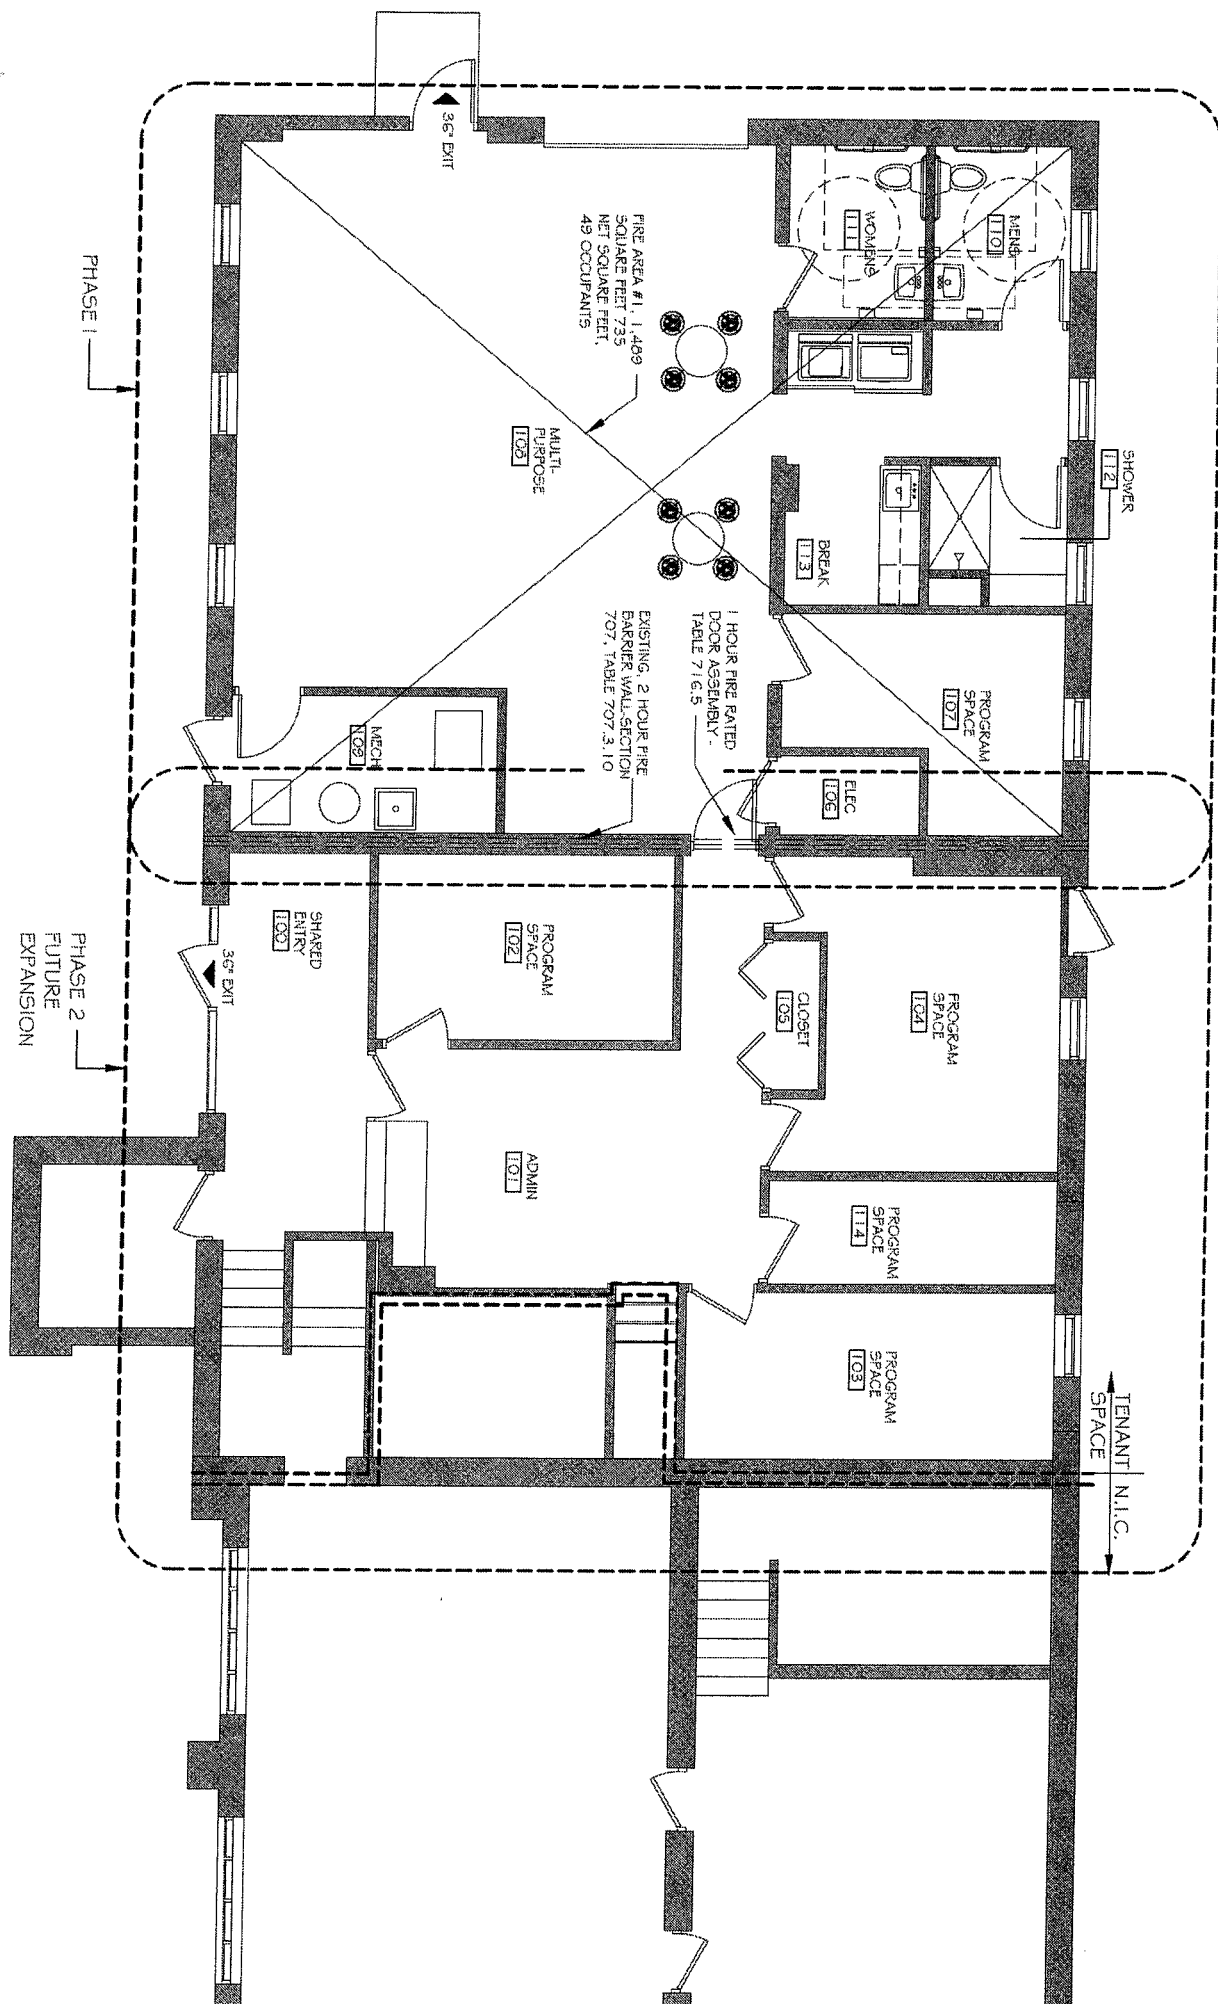 SHOWER
112
MENS
110
WOMENS
111
BREAK
113
PROGRAM
SPACE
107
ELEC
106
36" EXIT
FIRE AREA #1, 1,489
SQUARE FEET 735
NET SQUARE FEET,
49 OCCUPANTS
MULTI-
PURPOSE
108
1 HOUR FIRE RATED
DOOR ASSEMBLY -
TABLE 716.5
EXISTING, 2 HOUR FIRE
BARRIER WALL SECTION
707, TABLE 707.3.10
MECH
109
PHASE 1
PROGRAM
SPACE
104
CLOSET
105
PROGRAM
SPACE
102
SHARED
ENTRY
100
36" EXIT
ADMIN
101
PROGRAM
SPACE
114
PROGRAM
SPACE
103
PHASE 2
FUTURE
EXPANSION
TENANT
SPACE
N.I.C.